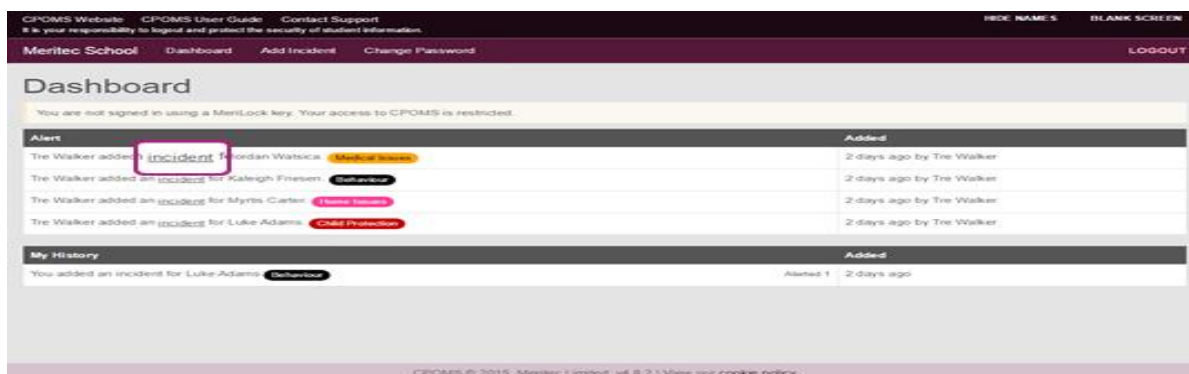 CPOMS Website CPOMS User Guide Contact Support HIDE NAMES BLANK SCREEN
It is your responsibility to logout and protect the security of student information.
Meritec School Dashboard Add Incident Change Password LOGOUT
Dashboard
You are not signed in using a MeriLock key. Your access to CPOMS is restricted.
Alert Added
Tre Walker added incident Jordan Watsica. Medical Issues 2 days ago by Tre Walker
Tre Walker added an incident for Kaleigh Friesen. Behaviour 2 days ago by Tre Walker
Tre Walker added an incident for Myrtis Carter. Home Issues 2 days ago by Tre Walker
Tre Walker added an incident for Luke Adams. Child Protection 2 days ago by Tre Walker
My History Added
You added an incident for Luke Adams Behaviour Alerted 1 2 days ago
CPOMS © 2015 Meritec Limited. v4.8.2 | View our cookie policy